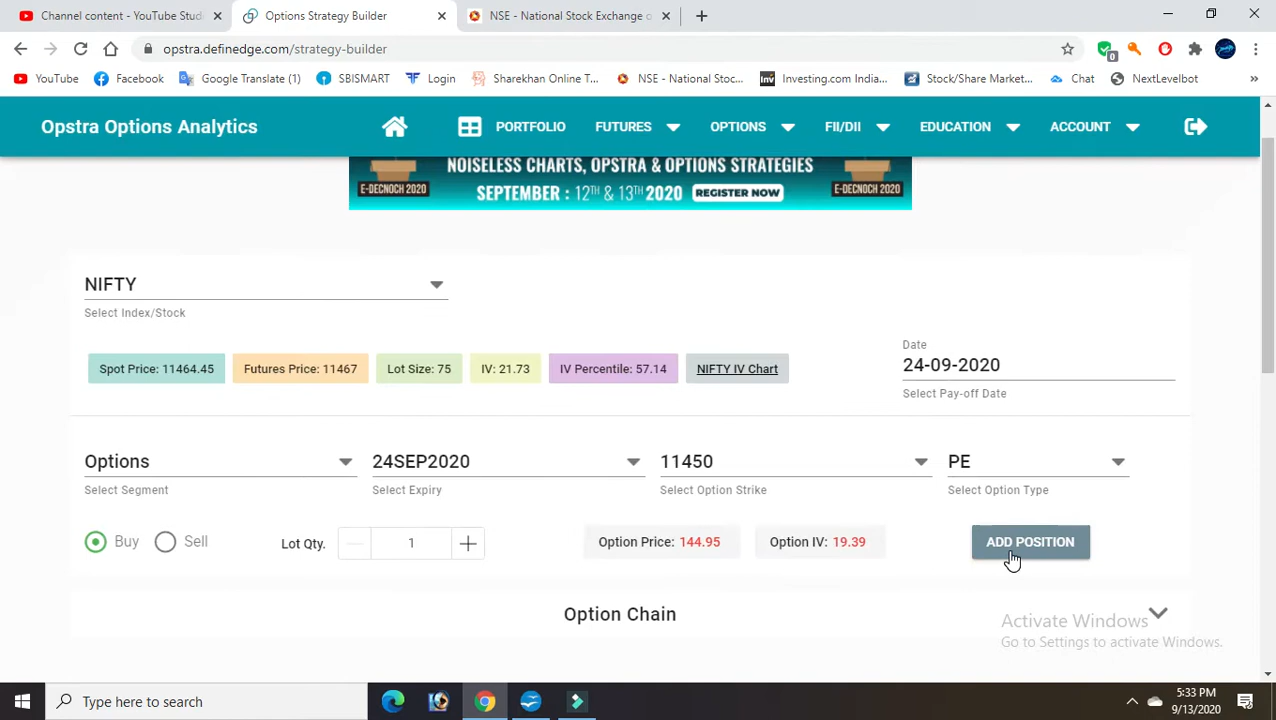 Channel content - YouTube Studi
Options Strategy Builder
NSE - National Stock Exchange o
opstra.definedge.com/strategy-builder
0
YouTube
Facebook
Google Translate (1)
SBISMART
Login
Sharekhan Online T...
NSE - National Stoc...
Investing.com India...
Stock/Share Market...
Chat
NextLevelbot
»
Opstra Options Analytics
PORTFOLIO
FUTURES
OPTIONS
FII/DII
EDUCATION
ACCOUNT
NOISELESS CHARTS, OPSTRA & OPTIONS STRATEGIES
E-DECNOCH 2020
SEPTEMBER : 12TH & 13TH 2020
REGISTER NOW
E-DECNOCH 2020
NIFTY
Select Index/Stock
Spot Price: 11464.45
Futures Price: 11467
Lot Size: 75
IV: 21.73
IV Percentile: 57.14
NIFTY IV Chart
Date
24-09-2020
Select Pay-off Date
Options
24SEP2020
11450
PE
Select Segment
Select Expiry
Select Option Strike
Select Option Type
Buy
Sell
Lot Qty.
1
Option Price: 144.95
Option IV: 19.39
ADD POSITION
Option Chain
Activate Windows
Go to Settings to activate Windows.
Type here to search
5:33 PM
9/13/2020